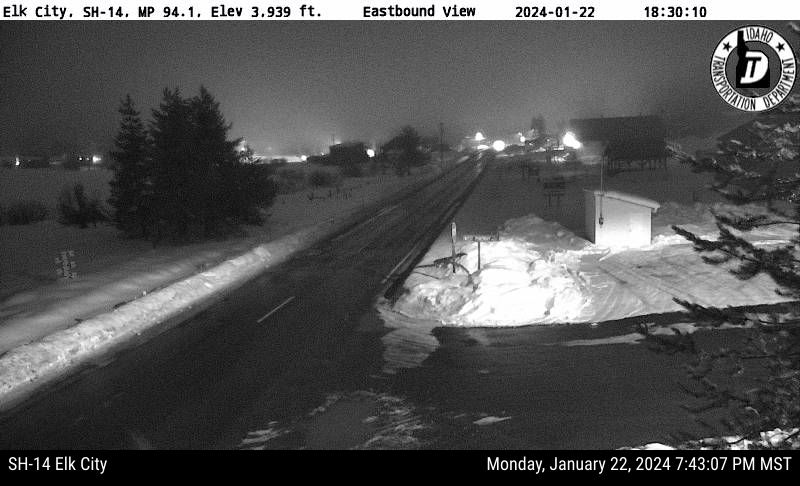 Elk City, SH-14, MP 94.1, Elev 3,939 ft. Eastbound View 2024-01-22 18:30:10
IDAHO
TRANSPORTATION DEPARTMENT
SH-14 Elk City Monday, January 22, 2024 7:43:07 PM MST